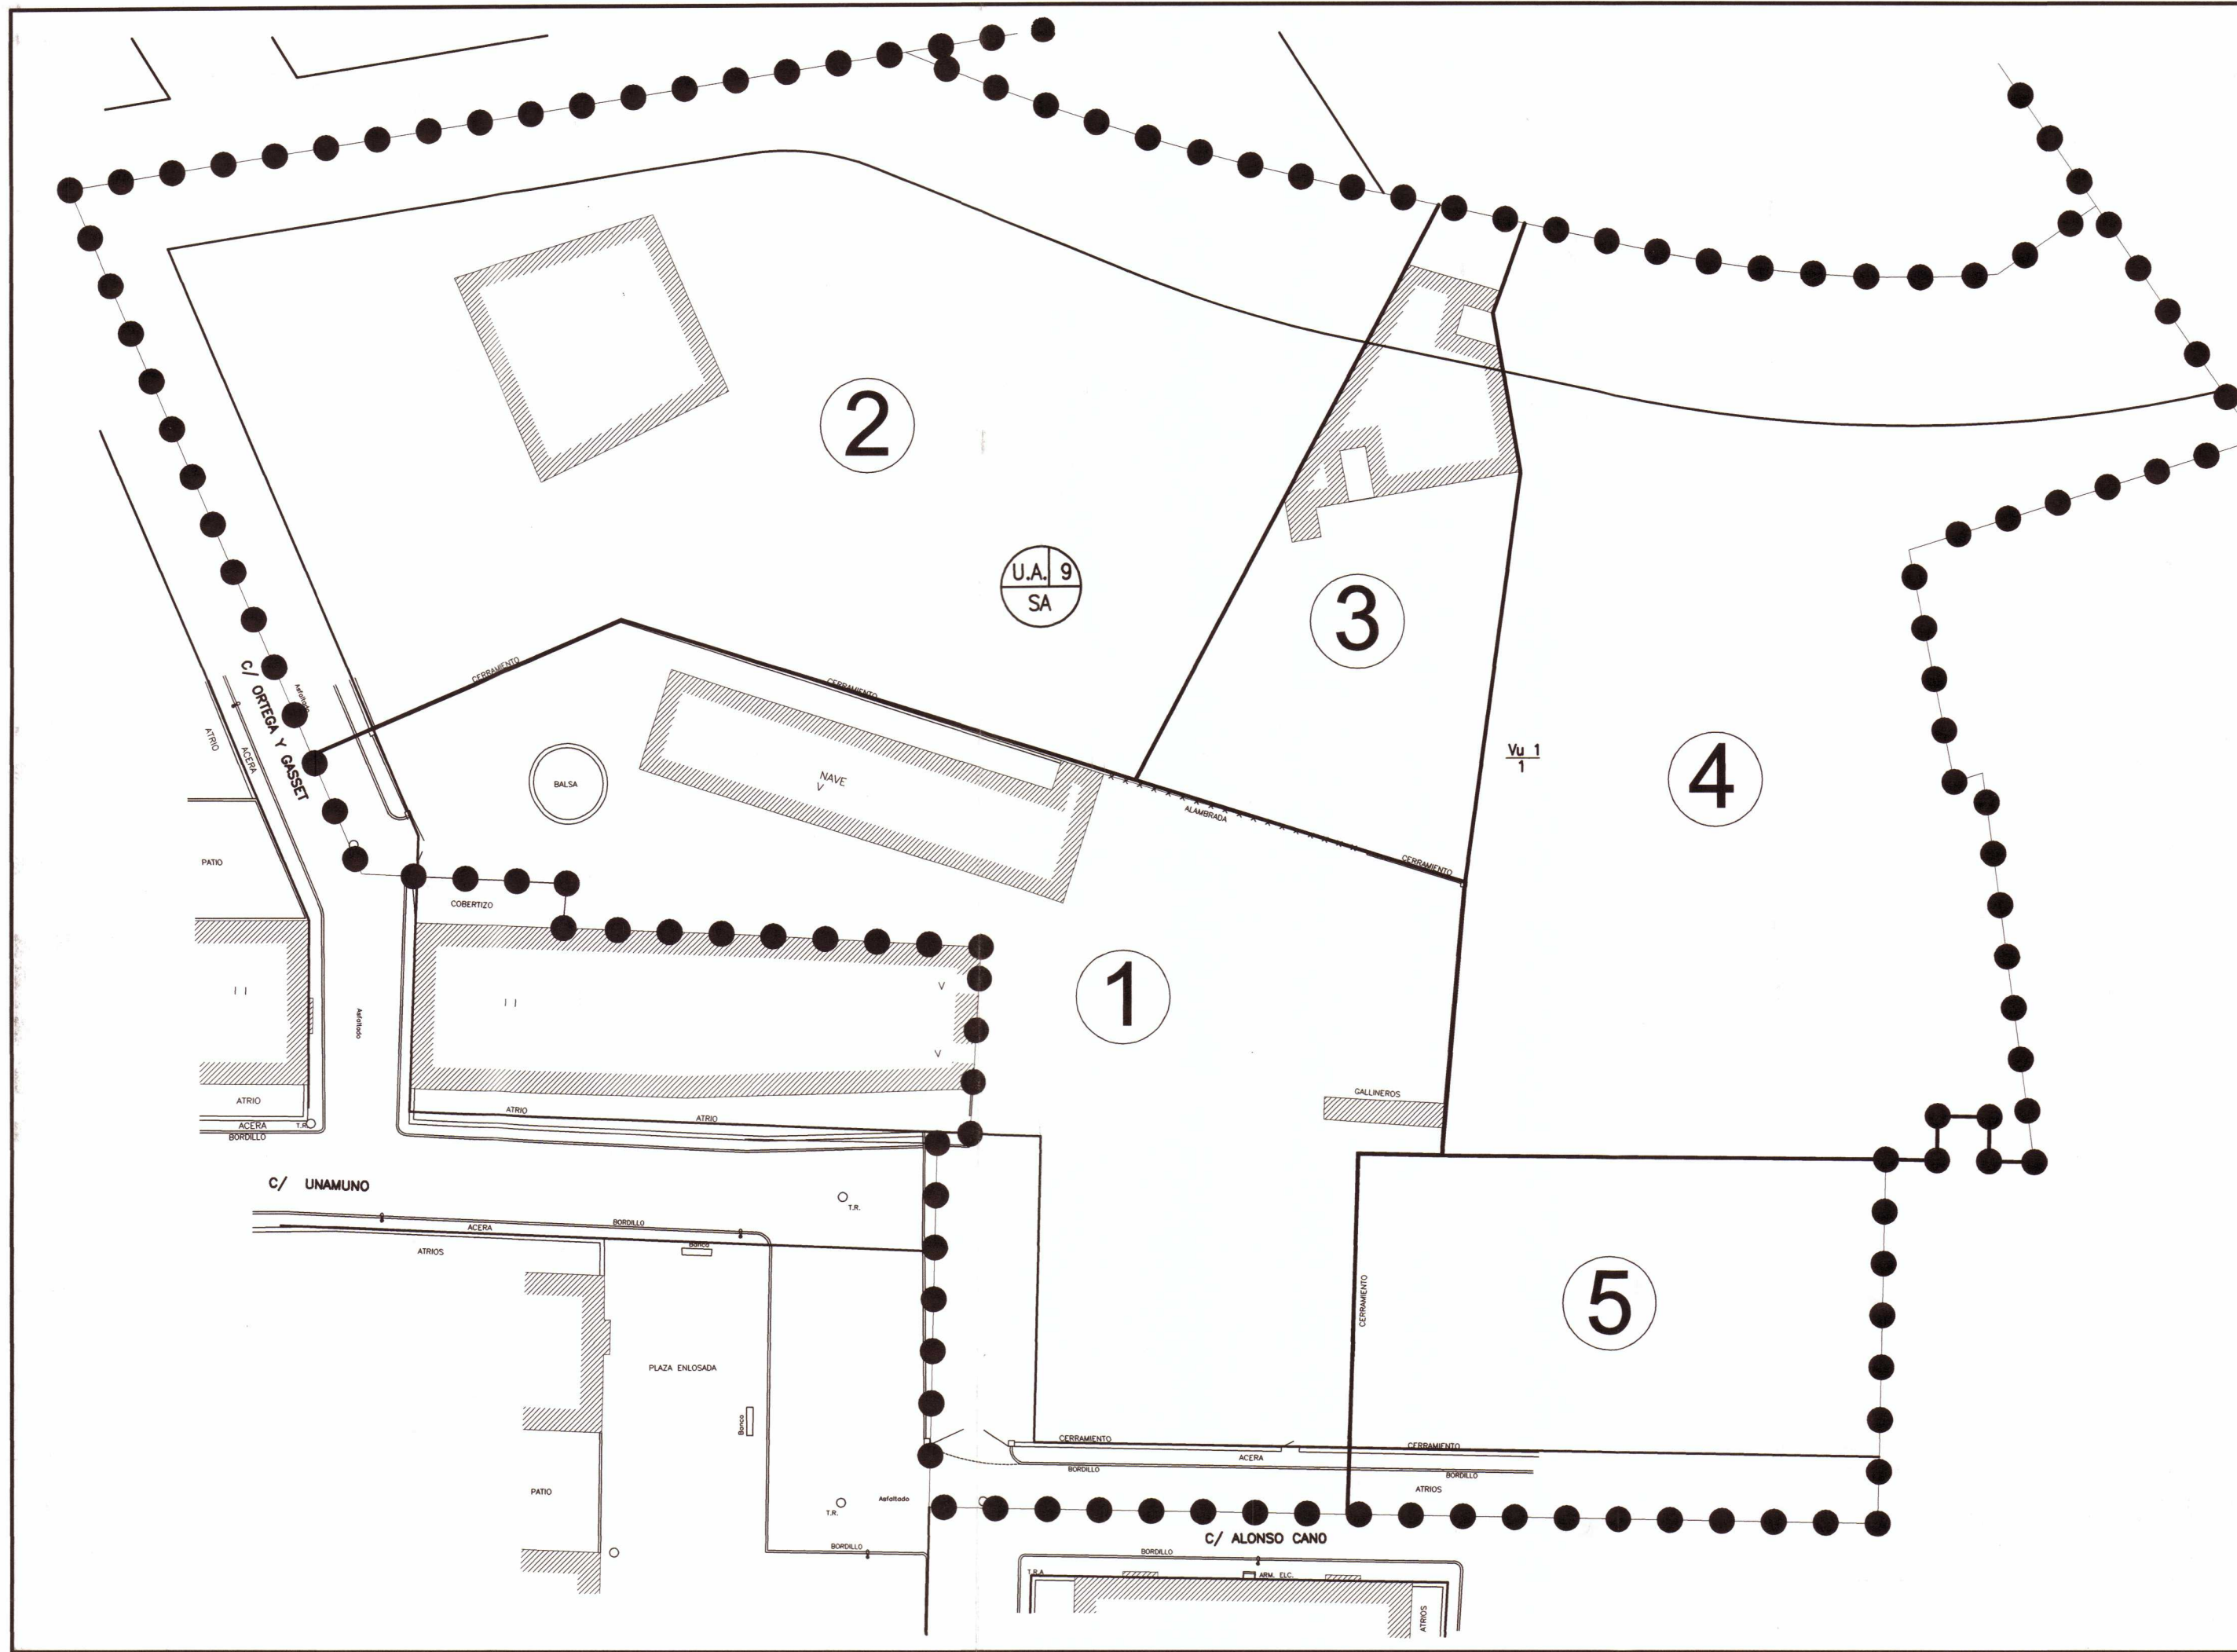 2
U.A. 9
SA
3
CERRAMIENTO
CERRAMIENTO
C/ ORTEGA Y GASSET
Asfaltado
ATRIO
ACERA
Vu 1
1
4
NAVE
V
BALSA
ALAMBRADA
CERRAMIENTO
PATIO
COBERTIZO
V
1
V
I I
I I
Asfaltado
V
GALLINEROS
ATRIO
ATRIO
ATRIO
ACERA
T.R.
BORDILLO
C/ UNAMUNO
T.R.
ACERA
BORDILLO
Banco
ATRIOS
5
CERRAMIENTO
PLAZA ENLOSADA
Banco
CERRAMIENTO
CERRAMIENTO
ACERA
BORDILLO
BORDILLO
ATRIOS
PATIO
Asfaltado
T.R.
C/ ALONSO CANO
BORDILLO
BORDILLO
T.R.A
ARM. ELC.
ATRIOS